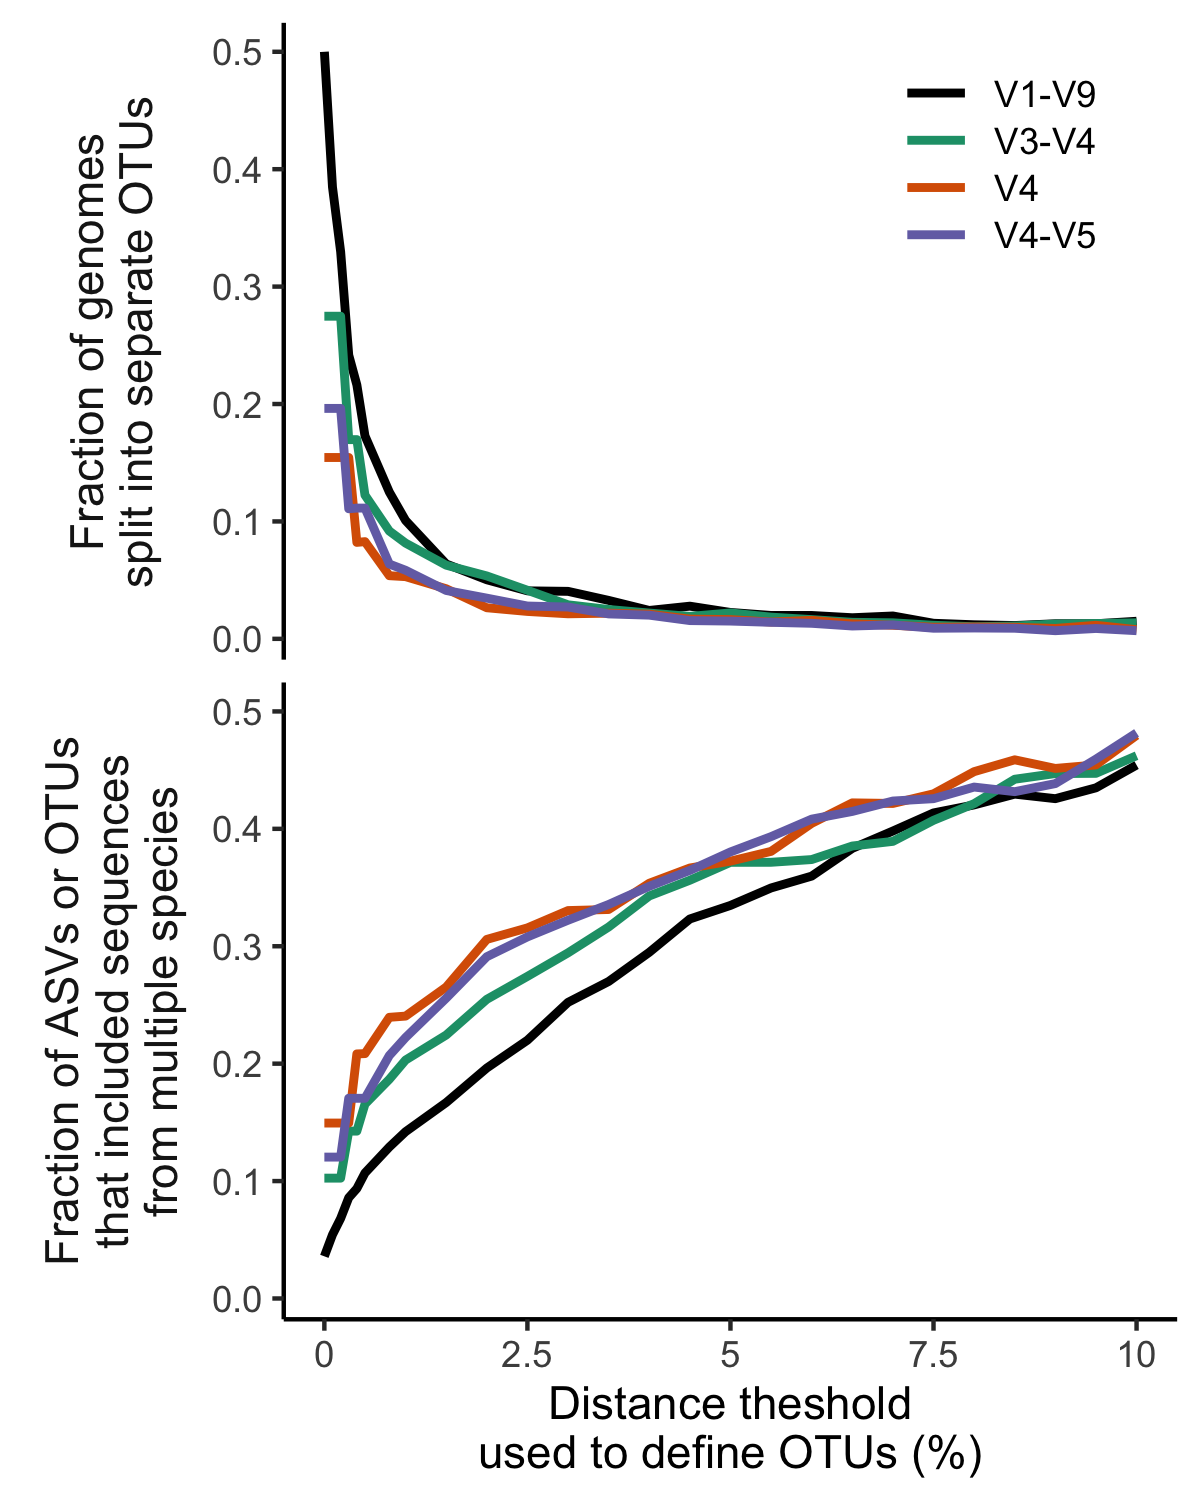 Fraction of genomes
split into separate OTUs
0.5
0.4
0.3
0.2
0.1
0.0
V1-V9
V3-V4
V4
V4-V5
Fraction of ASVs or OTUs
that included sequences
from multiple species
0.5
0.4
0.3
0.2
0.1
0.0
0
2.5
5
7.5
10
Distance theshold
used to define OTUs (%)